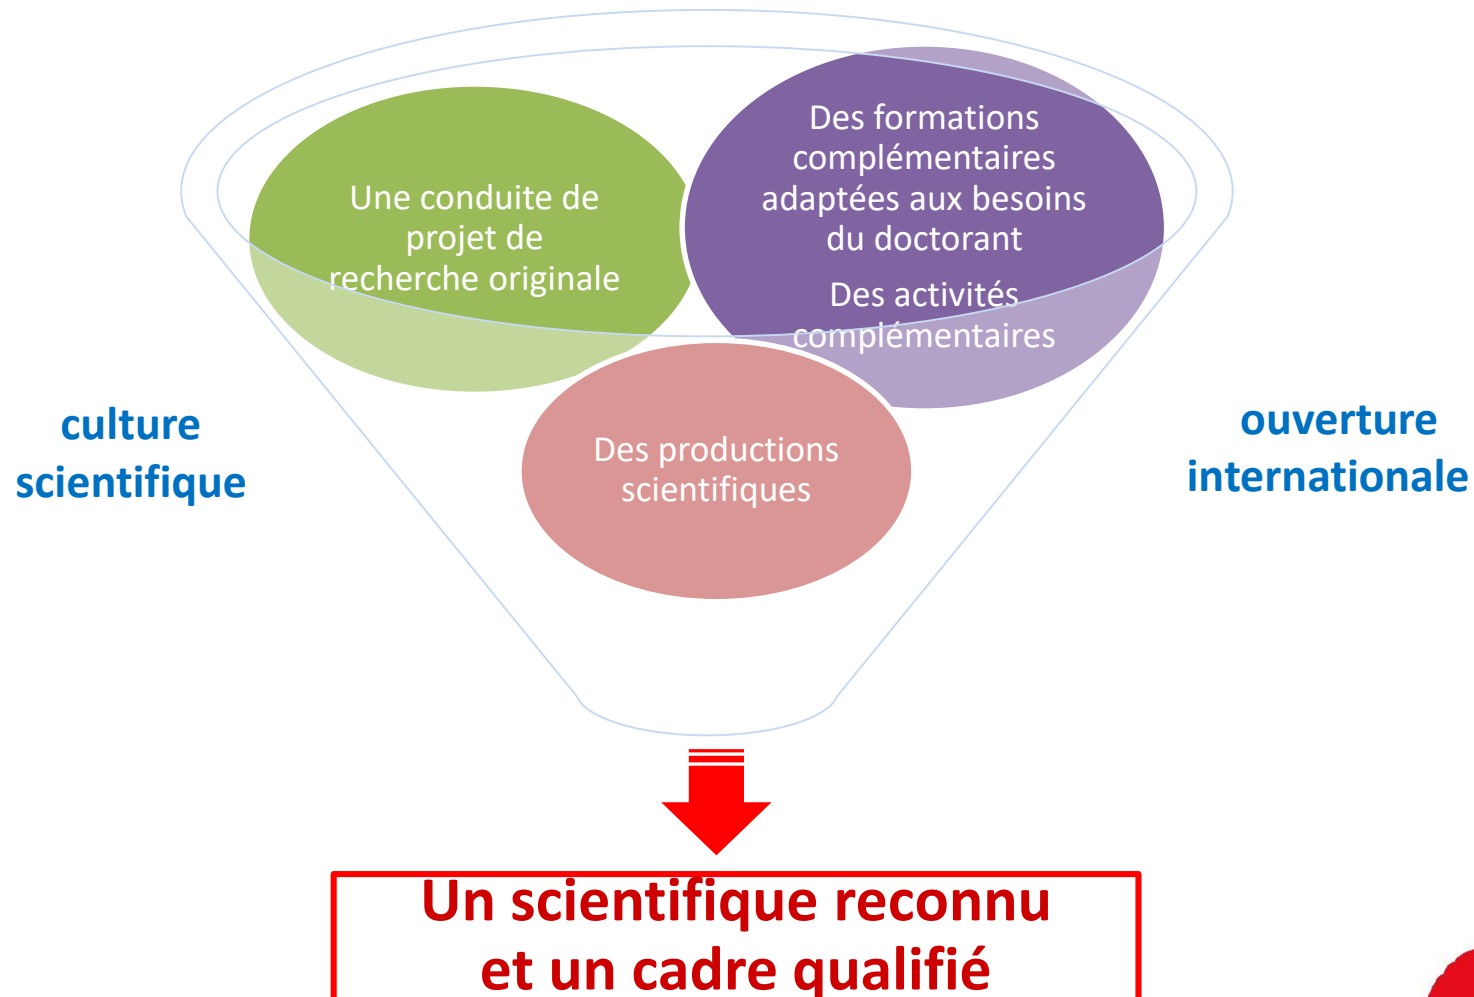 Une conduite de
projet de
recherche originale
Des formations
complémentaires
adaptées aux besoins
du doctorant
Des activités
complémentaires
Des productions
scientifiques
culture
scientifique
ouverture
internationale
Un scientifique reconnu
et un cadre qualifié